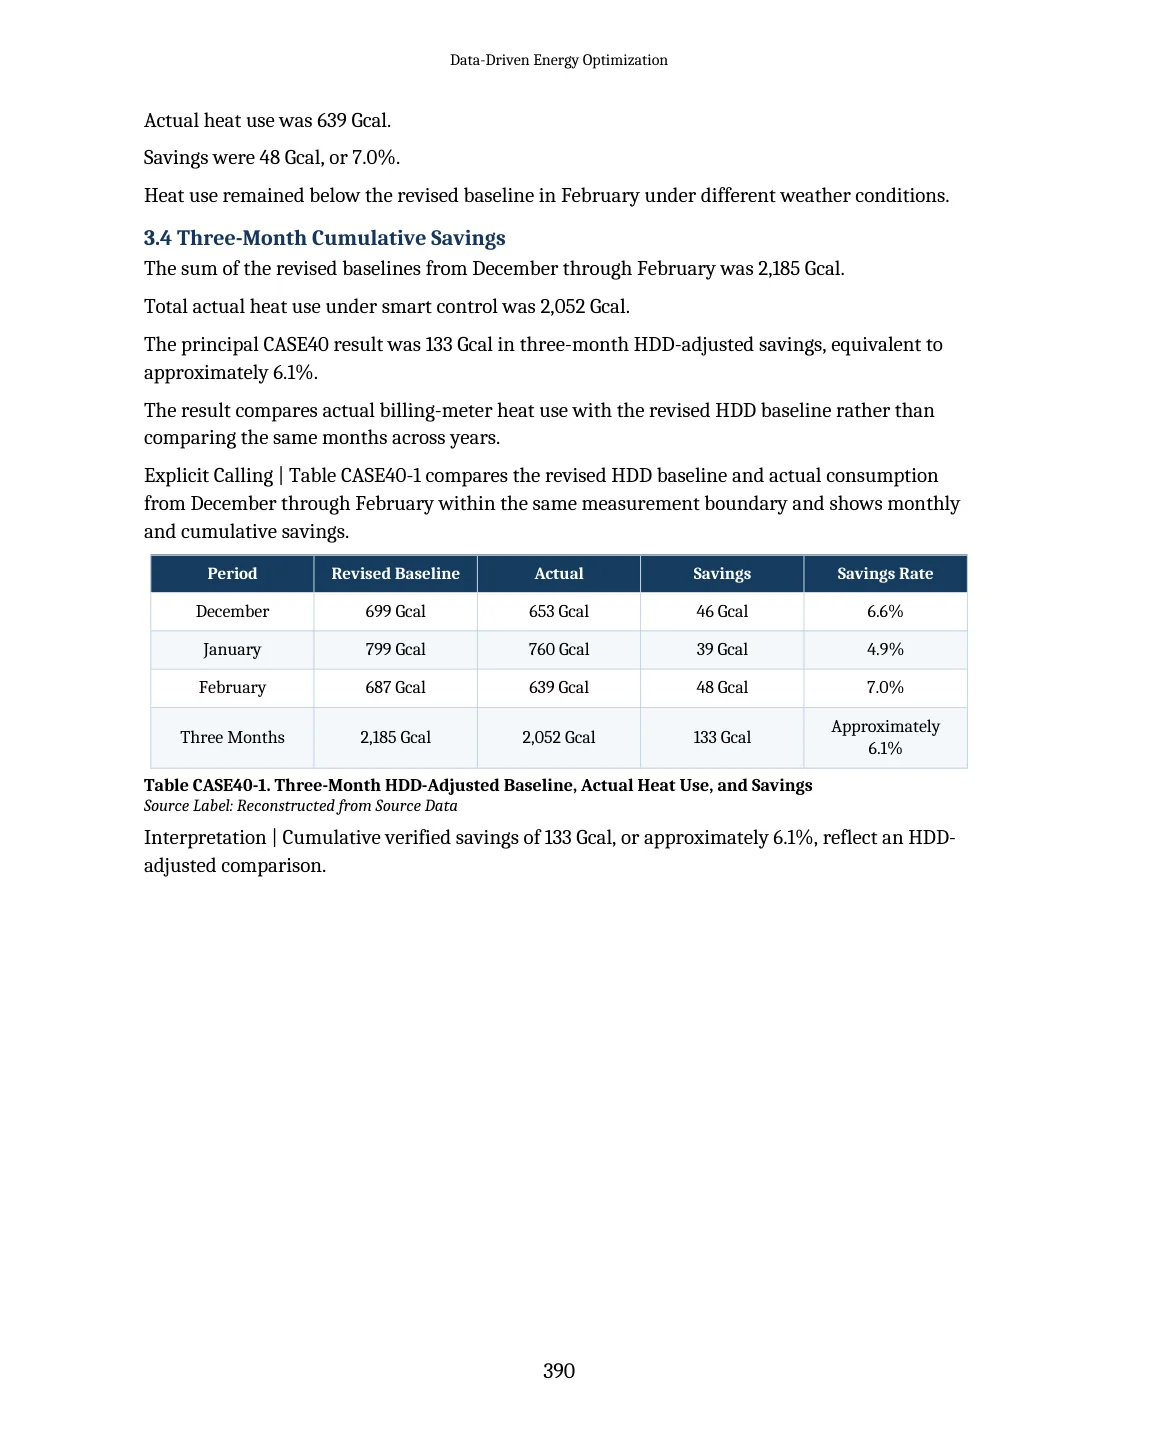 Data-Driven Energy Optimization
Actual heat use was 639 Gcal.
Savings were 48 Gcal, or 7.0%.
Heat use remained below the revised baseline in February under different weather conditions.
3.4 Three-Month Cumulative Savings
The sum of the revised baselines from December through February was 2,185 Gcal.
Total actual heat use under smart control was 2,052 Gcal.
The principal CASE40 result was 133 Gcal in three-month HDD-adjusted savings, equivalent to
approximately 6.1%.
The result compares actual billing-meter heat use with the revised HDD baseline rather than
comparing the same months across years.
Explicit Calling | Table CASE40-1 compares the revised HDD baseline and actual consumption
from December through February within the same measurement boundary and shows monthly
and cumulative savings.
Period Revised Baseline Actual Savings Savings Rate
December 699 Gcal 653 Gcal 46 Gcal 6.6%
January 799 Gcal 760 Gcal 39 Gcal 4.9%
February 687 Gcal 639 Gcal 48 Gcal 7.0%
Three Months 2,185 Gcal 2,052 Gcal 133 Gcal Approximately
6.1%
Table CASE40-1. Three-Month HDD-Adjusted Baseline, Actual Heat Use, and Savings
Source Label: Reconstructed from Source Data
Interpretation | Cumulative verified savings of 133 Gcal, or approximately 6.1%, reflect an HDD-
adjusted comparison.
390